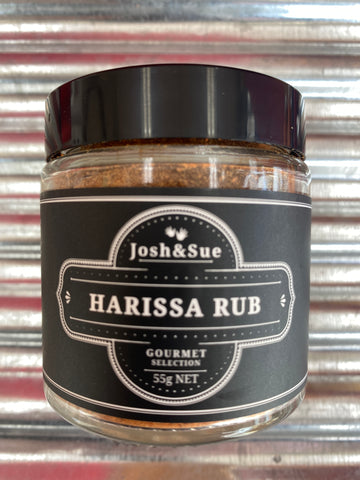 Josh&Sue
HARISSA RUB
GOURMET
SELECTION
55g NET